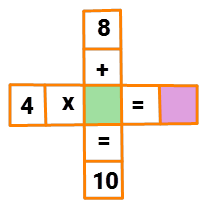 8
+
4 x =
=
10